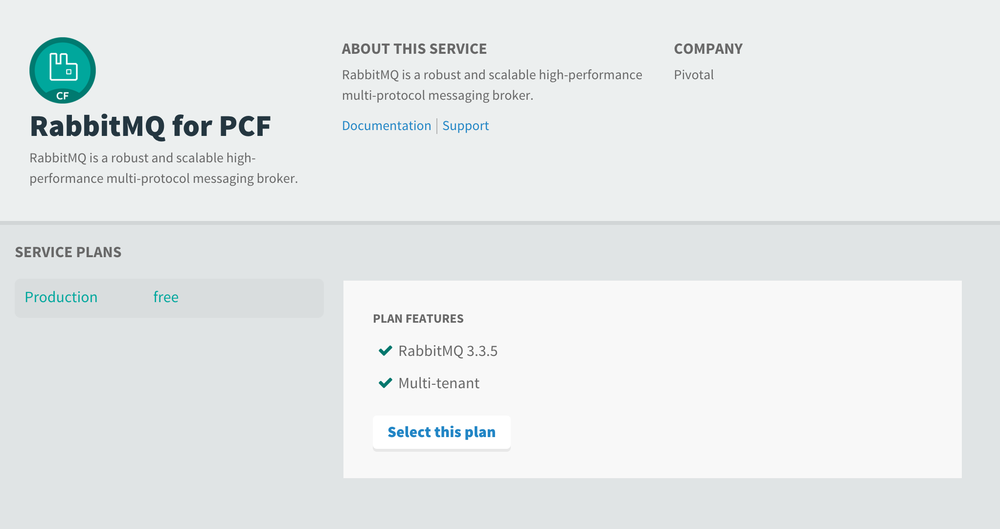 CF
RabbitMQ for PCF
RabbitMQ is a robust and scalable high-
performance multi-protocol messaging broker.
ABOUT THIS SERVICE
RabbitMQ is a robust and scalable high-performance
multi-protocol messaging broker.
Documentation | Support
COMPANY
Pivotal
SERVICE PLANS
Production free
PLAN FEATURES
RabbitMQ 3.3.5
Multi-tenant
Select this plan